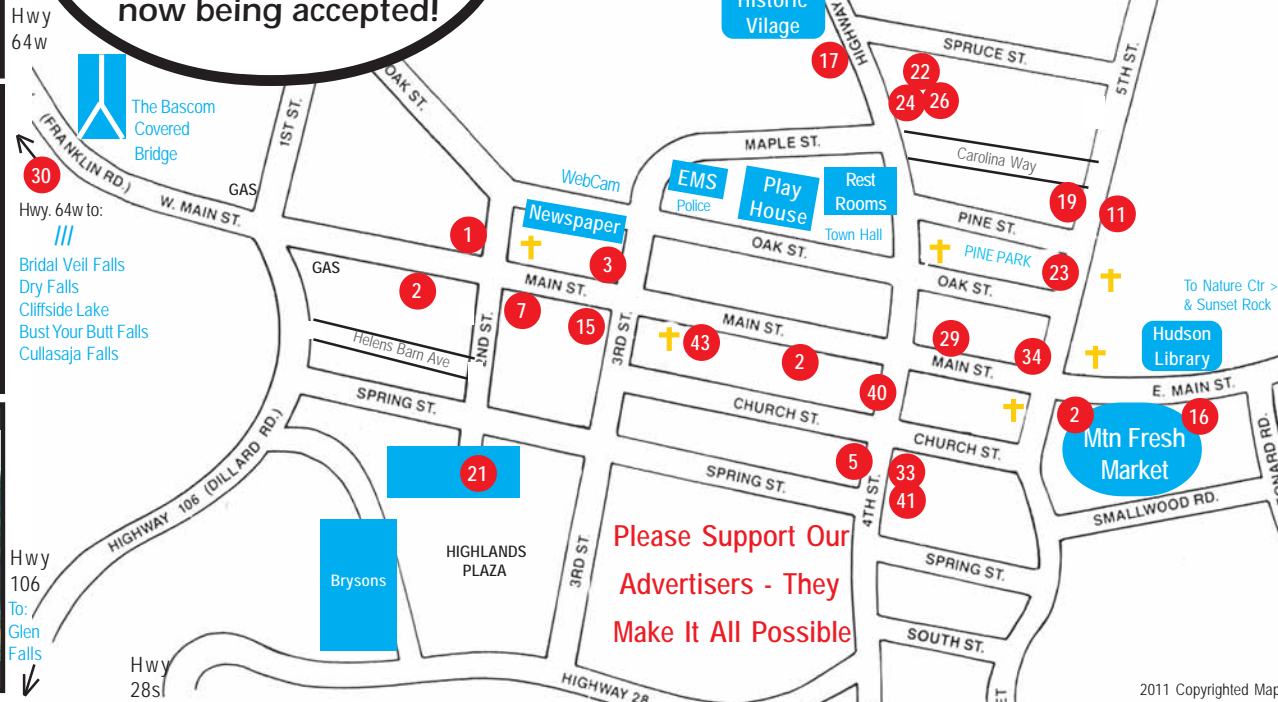 now being accepted!
Hwy
64w
The Bascom
Covered
Bridge
(FRANKLIN RD.)
30
Hwy. 64w to:
Bridal Veil Falls
Dry Falls
Cliffside Lake
Bust Your Butt Falls
Cullasaja Falls
W. MAIN ST.
GAS
1ST ST.
OAK ST.
GAS
1
2
Helens Barn Ave
2ND ST.
SPRING ST.
WebCam
Newspaper
3
MAIN ST.
7
15
3RD ST.
Historic
Vilage
HIGHWAY
17
SPRUCE ST.
5TH ST.
22
24
26
MAPLE ST.
Carolina Way
EMS
Police
Play
House
Rest
Rooms
Town Hall
19
11
PINE ST.
PINE PARK
23
OAK ST.
OAK ST.
To Nature Ctr >
& Sunset Rock
Hudson
Library
MAIN ST.
43
2
29
34
MAIN ST.
40
E. MAIN ST.
2
16
Mtn Fresh
Market
CHURCH ST.
CHURCH ST.
5
33
41
4TH ST.
SPRING ST.
SMALLWOOD RD.
HIGHWAY 106 (DILLARD RD.)
21
HIGHLANDS
PLAZA
Brysons
3RD ST.
Please Support Our
Advertisers - They
Make It All Possible
SPRING ST.
SOUTH ST.
Hwy
106
To:
Glen
Falls
Hwy
28s
HIGHWAY 28
2011 Copyrighted Map